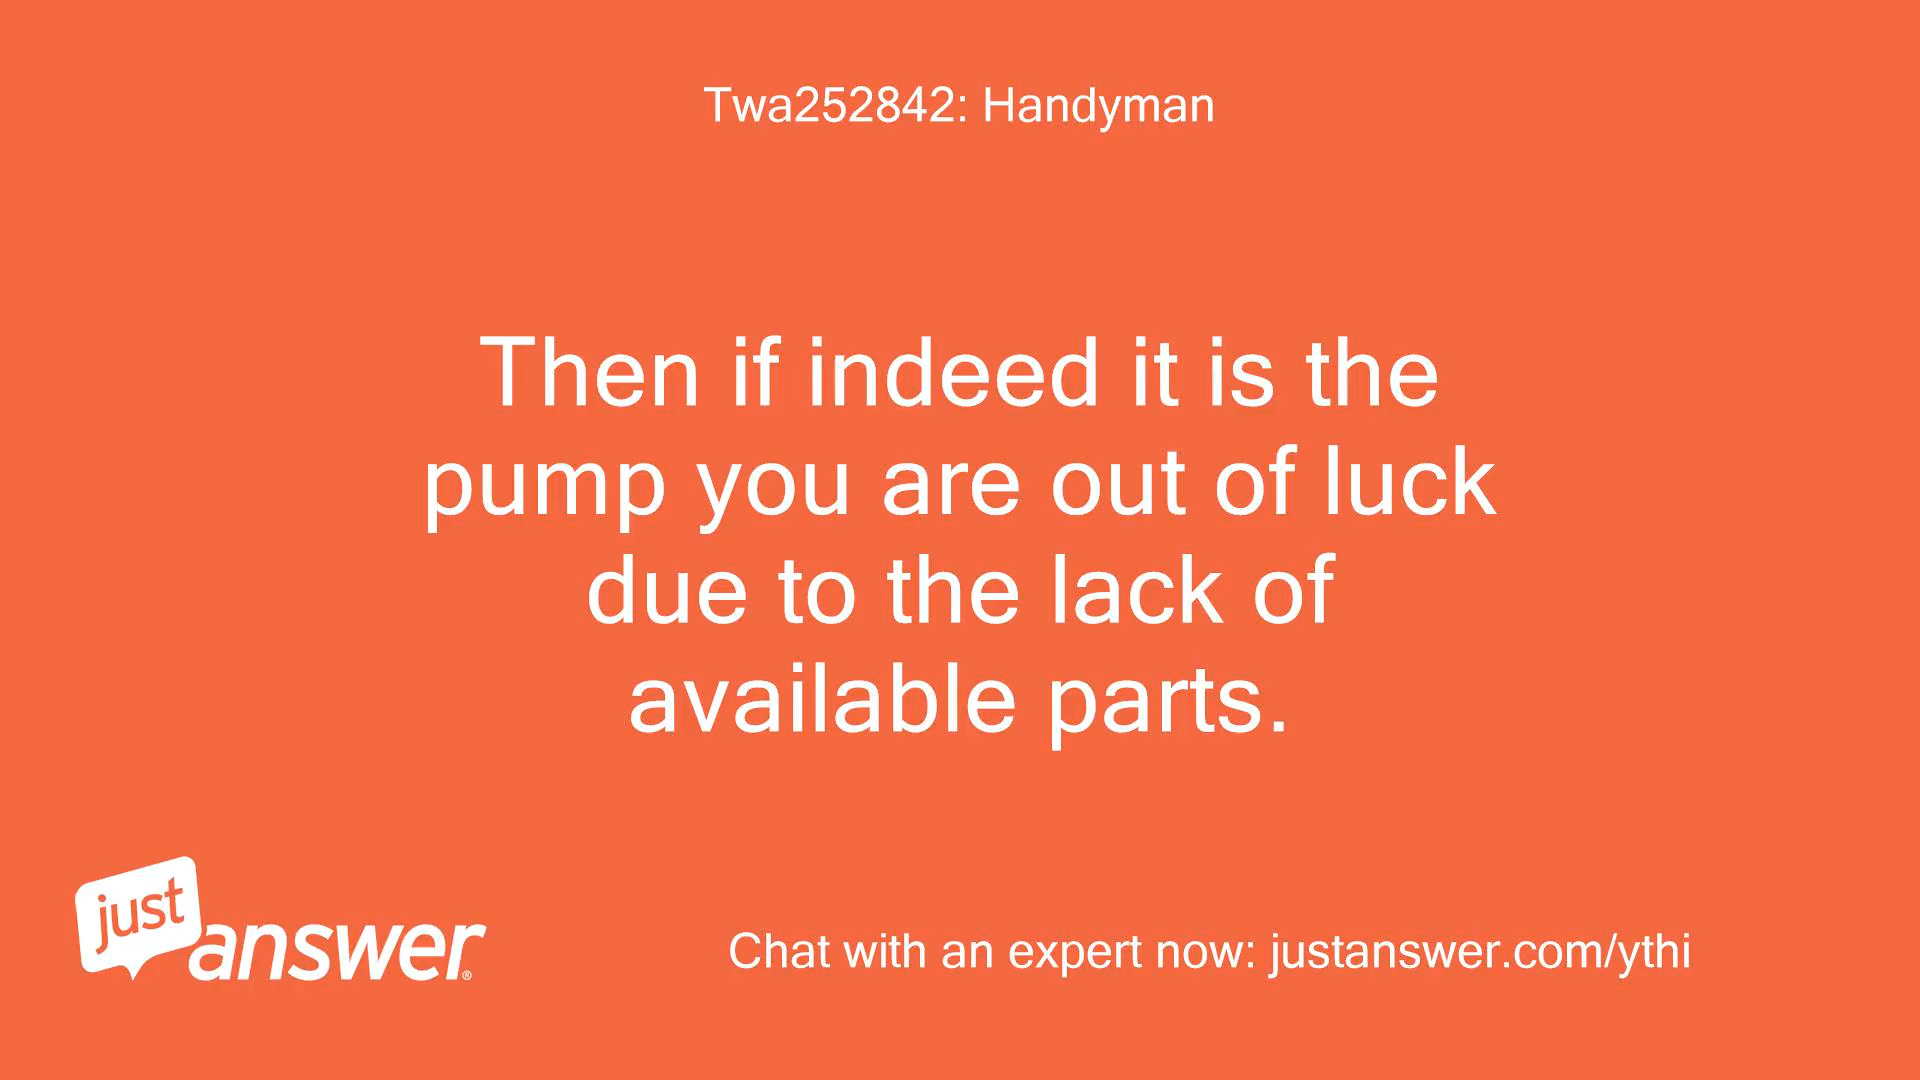 Twa252842: Handyman
Then if indeed it is the
pump you are out of luck
due to the lack of
available parts.
just
answer®
Chat with an expert now: justanswer.com/ythi